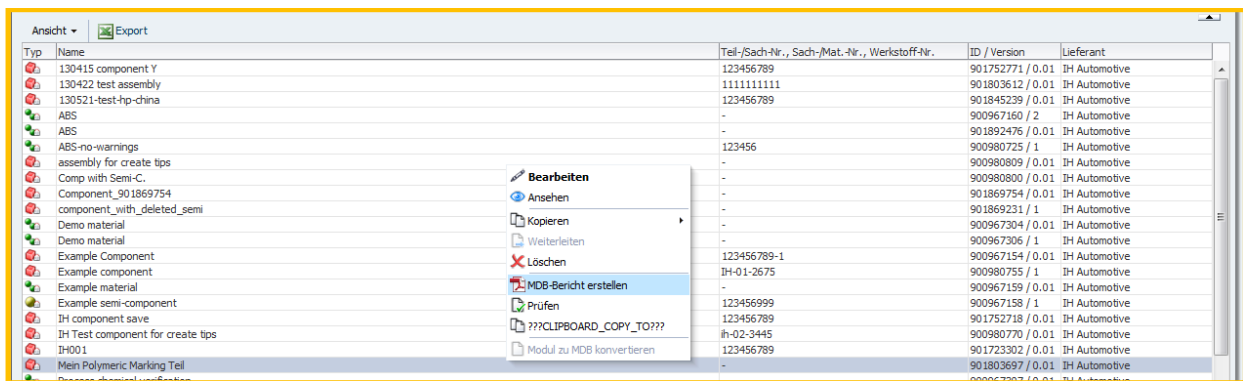 Ansicht Export
Typ Name Teil-/Sach-Nr., Sach-/Mat.-Nr., Werkstoff-Nr. ID / Version Lieferant
130415 component Y 123456789 901752771 / 0.01 IH Automotive
130422 test assembly 1111111111 901803612 / 0.01 IH Automotive
130521-test-hp-china 123456789 901845239 / 0.01 IH Automotive
ABS - 900967160 / 2 IH Automotive
ABS - 901892476 / 0.01 IH Automotive
ABS-no-warnings 123456 900980725 / 1 IH Automotive
assembly for create tips - 900980809 / 0.01 IH Automotive
Comp with Semi-C. - 900980800 / 0.01 IH Automotive
Component_901869754 - 901869754 / 0.01 IH Automotive
component_with_deleted_semi - 901869231 / 1 IH Automotive
Demo material - 900967304 / 0.01 IH Automotive
Demo material - 900967306 / 1 IH Automotive
Example Component 123456789-1 900967154 / 0.01 IH Automotive
Example component IH-01-2675 900980755 / 1 IH Automotive
Example material - 900967159 / 0.01 IH Automotive
Example semi-component 123456999 900967158 / 1 IH Automotive
IH component save 123456789 901752718 / 0.01 IH Automotive
IH Test component for create tips ih-02-3445 900980770 / 0.01 IH Automotive
IH001 123456789 901723302 / 0.01 IH Automotive
Mein Polymeric Marking Teil - 901803697 / 0.01 IH Automotive
Process chemical verification 900967307 / 0.01 IH Automotive
Bearbeiten
Ansehen
Kopieren
Weiterleiten
Löschen
MDB-Bericht erstellen
Prüfen
???CLIPBOARD_COPY_TO???
Modul zu MDB konvertieren